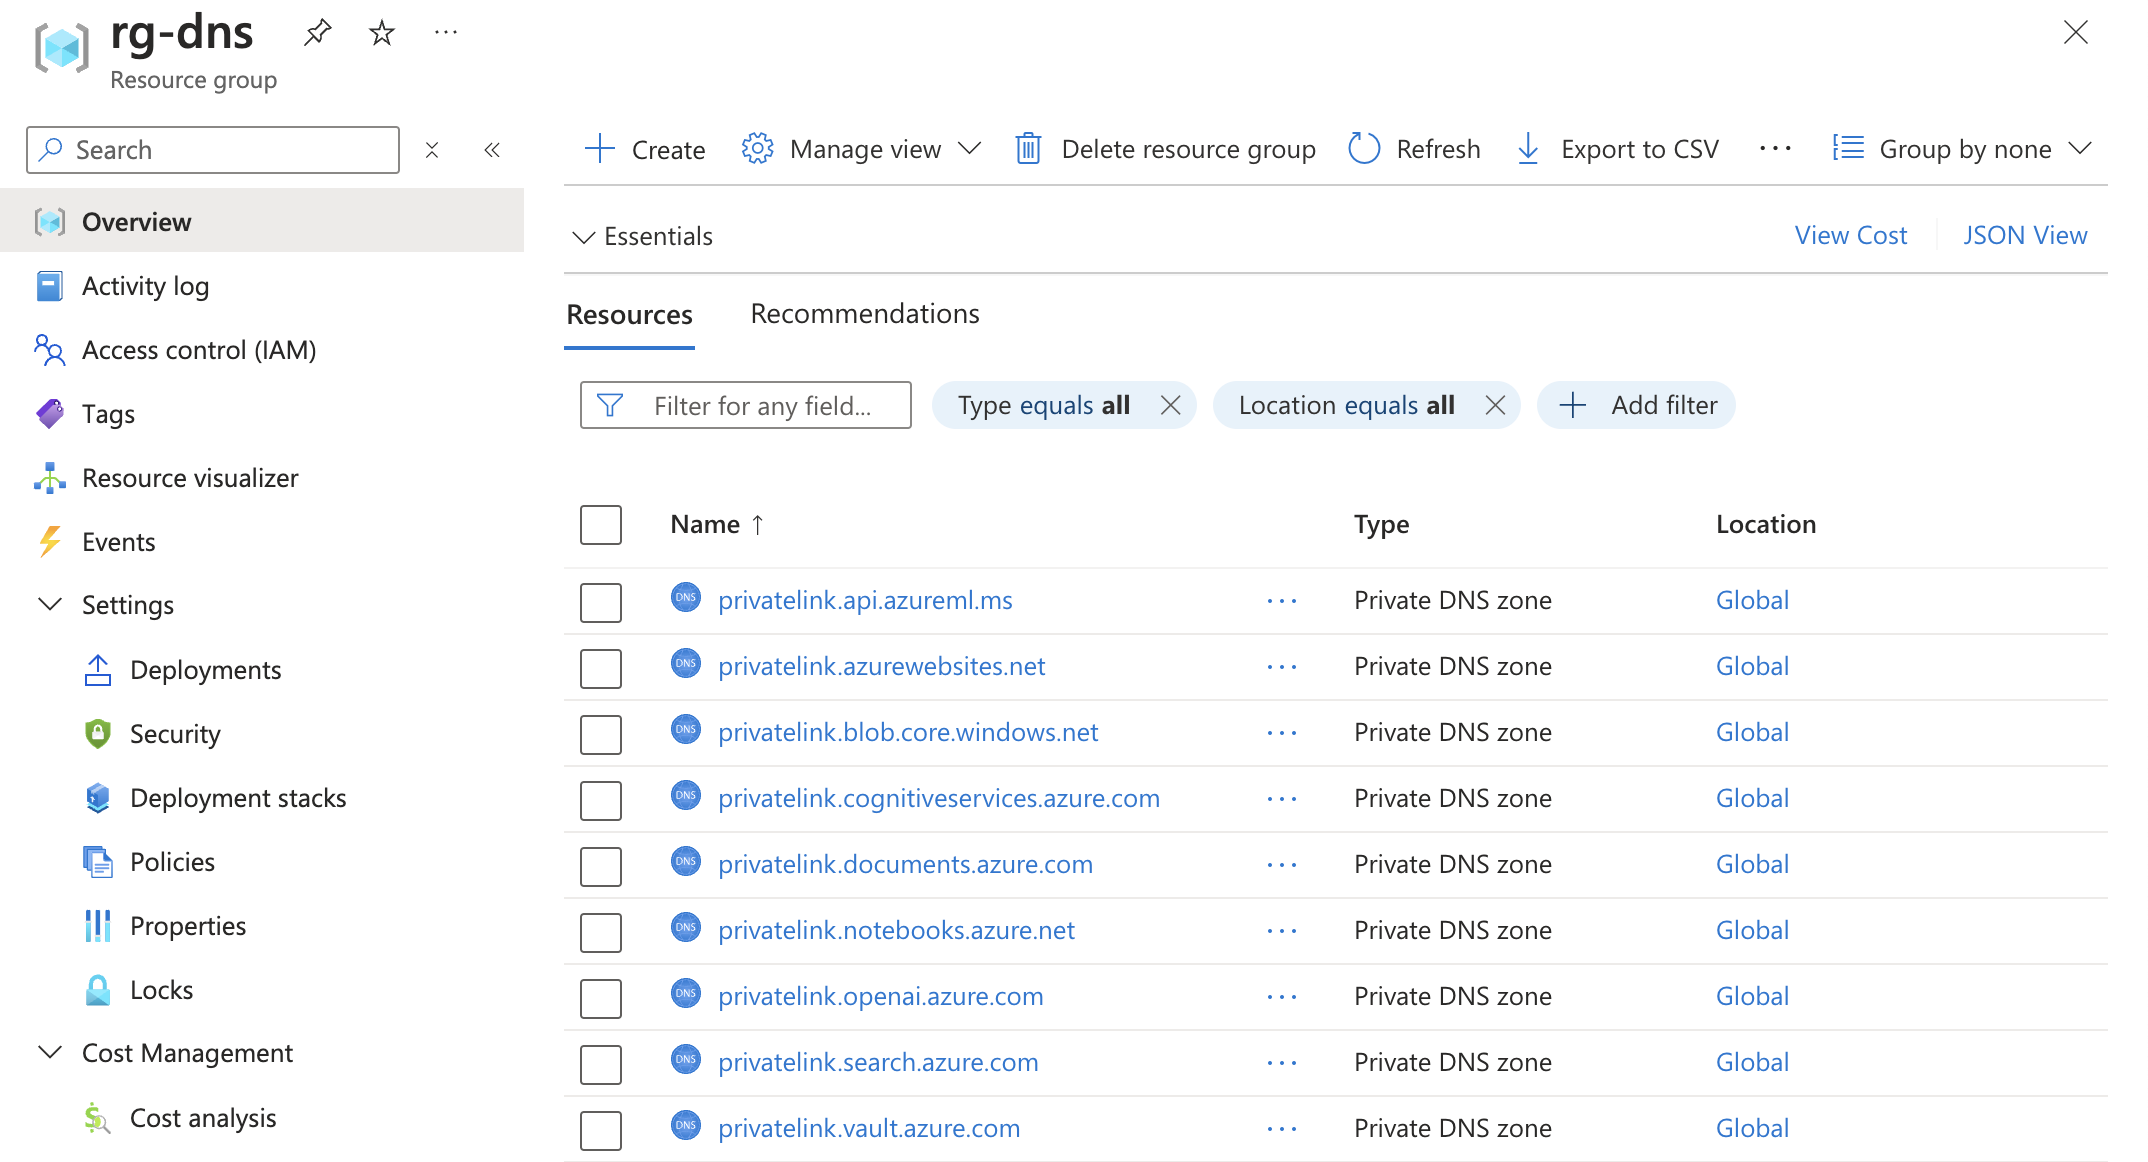 rg-dns
Resource group
Search
Overview
Activity log
Access control (IAM)
Tags
Resource visualizer
Events
Settings
Deployments
Security
Deployment stacks
Policies
Properties
Locks
Cost Management
Cost analysis
Create Manage view Delete resource group Refresh Export to CSV Group by none
Essentials View Cost JSON View
Resources Recommendations
Filter for any field... Type equals all Location equals all Add filter
Name ↑ Type Location
DNS privatelink.api.azureml.ms Private DNS zone Global
DNS privatelink.azurewebsites.net Private DNS zone Global
DNS privatelink.blob.core.windows.net Private DNS zone Global
DNS privatelink.cognitiveservices.azure.com Private DNS zone Global
DNS privatelink.documents.azure.com Private DNS zone Global
DNS privatelink.notebooks.azure.net Private DNS zone Global
DNS privatelink.openai.azure.com Private DNS zone Global
DNS privatelink.search.azure.com Private DNS zone Global
DNS privatelink.vault.azure.com Private DNS zone Global